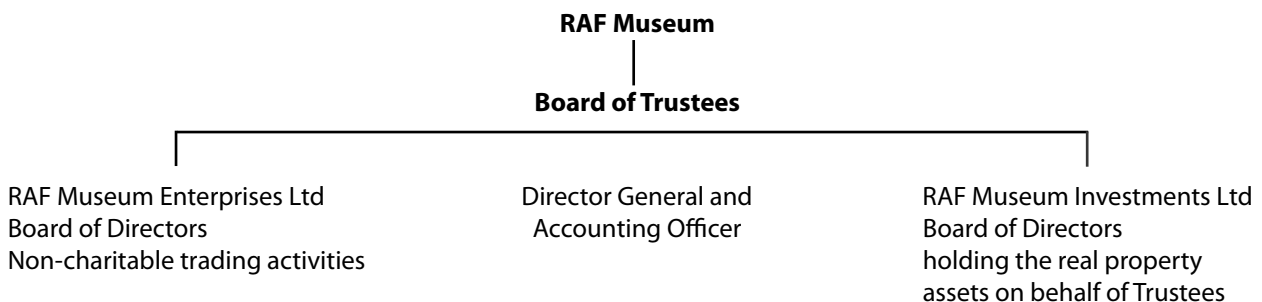 RAF Museum
Board of Trustees
RAF Museum Enterprises Ltd
Board of Directors
Non-charitable trading activities
Director General and
Accounting Officer
RAF Museum Investments Ltd
Board of Directors
holding the real property
assets on behalf of Trustees